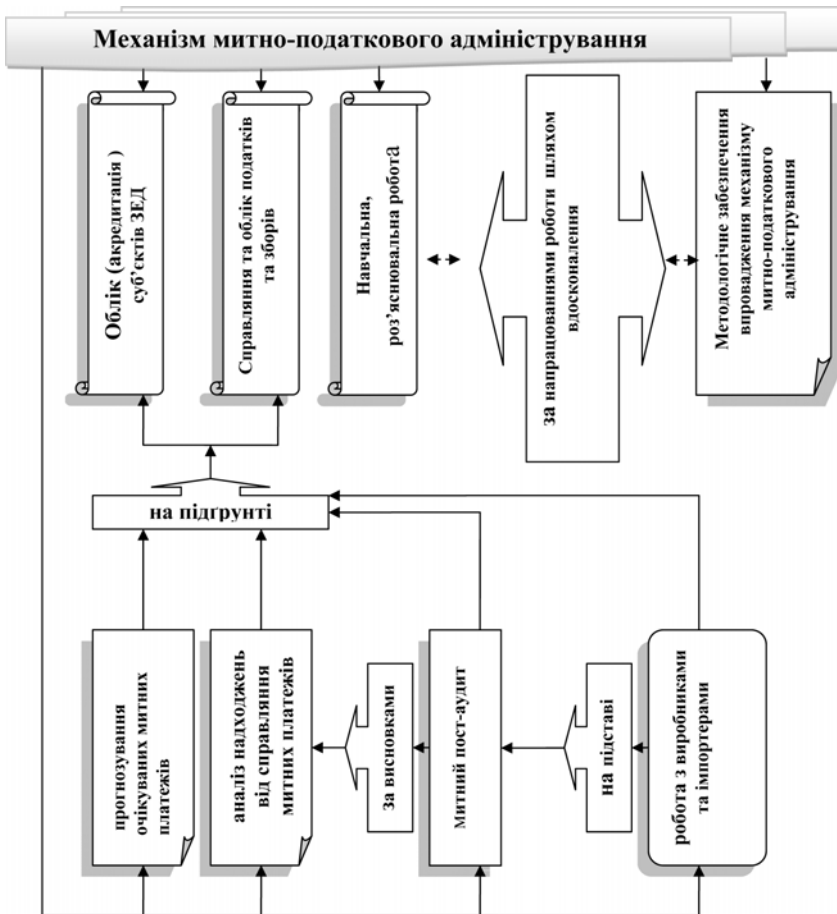 Механізм митно-податкового адміністрування
Облік (акредитація )
суб’єктів ЗЕД
Справляння та облік податків
та зборів
Навчальна,
роз’яснювальна робота
за напрацюваннями роботи шляхом
вдосконалення
Методологічне забезпечення
впровадження механізму
митно-податкового
адміністрування
на підґрунті
прогнозування
очікуваних митних
платежів
аналіз надходжень
від справляння
митних платежів
за висновками
Митний пост-аудит
на підставі
робота з виробниками
та імпортерами